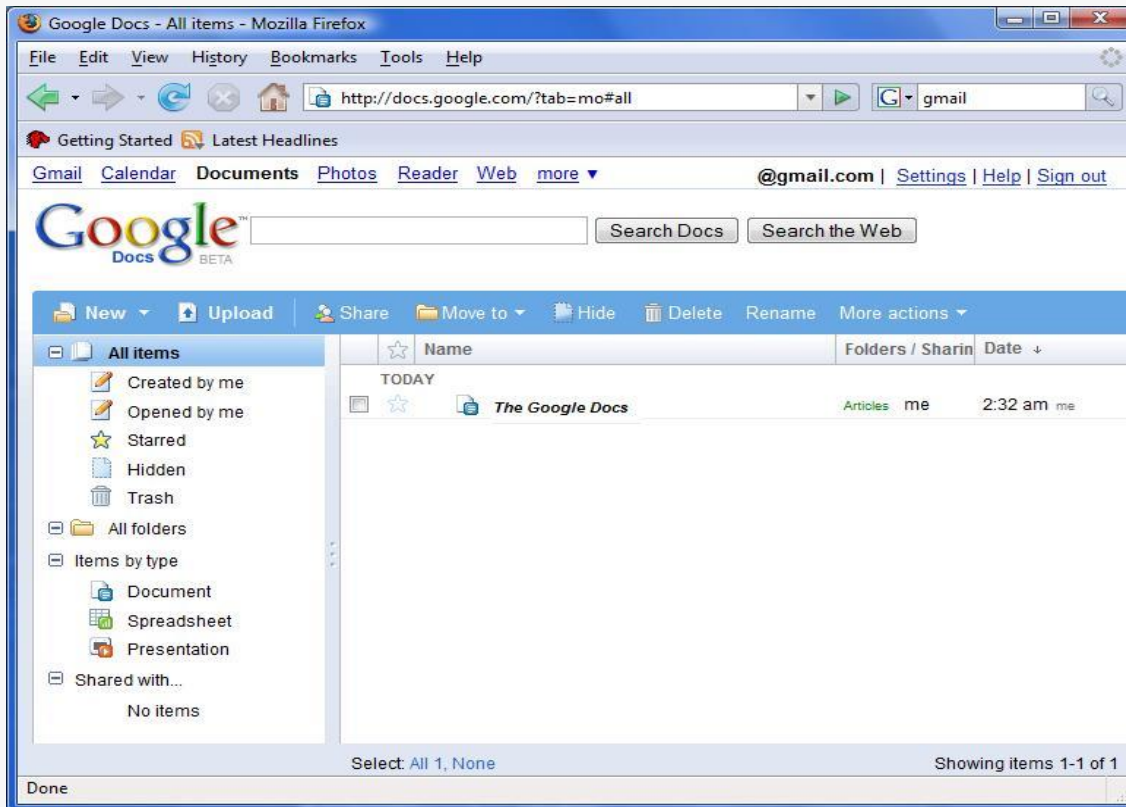 Google Docs - All items - Mozilla Firefox
File Edit View History Bookmarks Tools Help
http://docs.google.com/?tab=mo#all G gmail
Getting Started Latest Headlines
Gmail Calendar Documents Photos Reader Web more ▼ @gmail.com | Settings | Help | Sign out
Google™ Docs BETA Search Docs Search the Web
New Upload Share Move to Hide Delete Rename More actions
All items Name Folders / Sharin Date ↓
Created by me TODAY
Opened by me The Google Docs Articles me 2:32 am me
Starred
Hidden
Trash
All folders
Items by type
Document
Spreadsheet
Presentation
Shared with...
No items
Select: All 1, None Showing items 1-1 of 1
Done